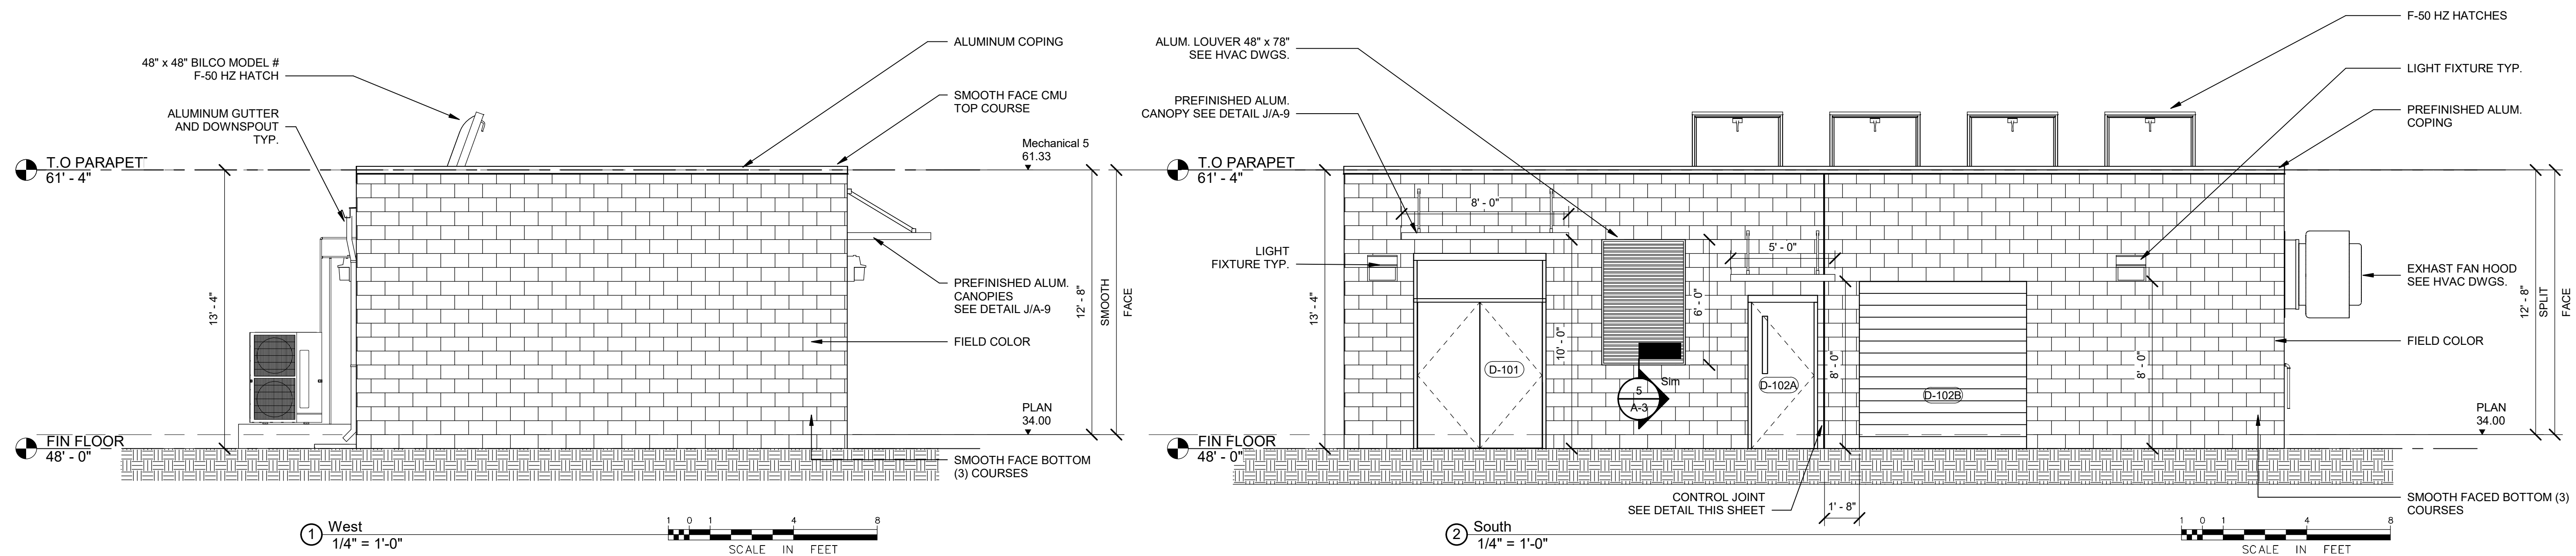 48" x 48" BILCO MODEL #
F-50 HZ HATCH
ALUMINUM GUTTER
AND DOWNSPOUT
TYP.
T.O PARAPET
61' - 4"
13' - 4"
FIN FLOOR
48' - 0"
ALUMINUM COPING
SMOOTH FACE CMU
TOP COURSE
Mechanical 5
61.33
PREFINISHED ALUM.
CANOPIES
SEE DETAIL J/A-9
FIELD COLOR
12' - 8"
SMOOTH
FACE
PLAN
34.00
SMOOTH FACE BOTTOM
(3) COURSES
1
West
1/4" = 1'-0"
1 0 1 4 8
SCALE IN FEET
ALUM. LOUVER 48" x 78"
SEE HVAC DWGS.
PREFINISHED ALUM.
CANOPY SEE DETAIL J/A-9
T.O PARAPET
61' - 4"
LIGHT
FIXTURE TYP.
13' - 4"
FIN FLOOR
48' - 0"
8' - 0"
5' - 0"
6' - 0"
10' - 0"
D-101
5
A-3
Sim
D-102A
8' - 0"
D-102B
8' - 0"
CONTROL JOINT
SEE DETAIL THIS SHEET
1' - 8"
F-50 HZ HATCHES
LIGHT FIXTURE TYP.
PREFINISHED ALUM.
COPING
EXHAST FAN HOOD
SEE HVAC DWGS.
12' - 8"
SPLIT
FACE
FIELD COLOR
PLAN
34.00
SMOOTH FACED BOTTOM (3)
COURSES
2
South
1/4" = 1'-0"
1 0 1 4 8
SCALE IN FEET